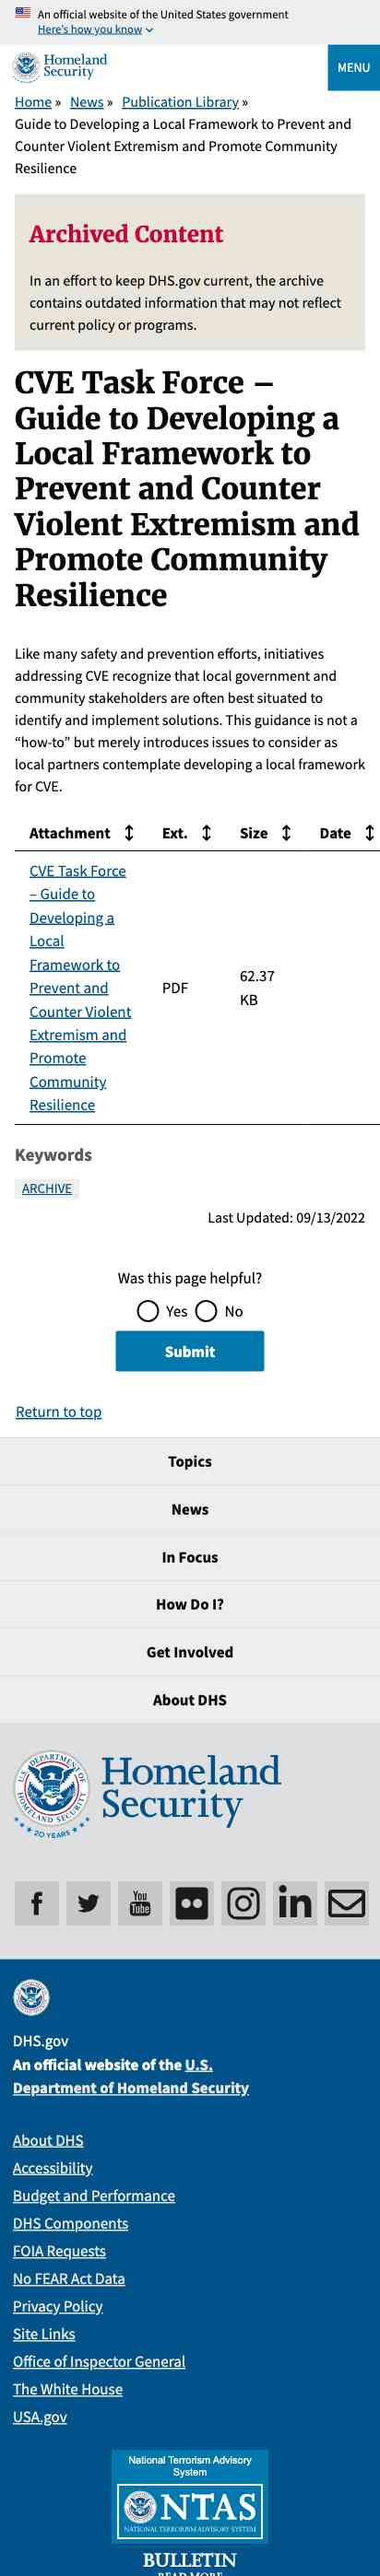 An official website of the United States government
Here's how you know
Homeland
Security
MENU
Home » News » Publication Library »
Guide to Developing a Local Framework to Prevent and
Counter Violent Extremism and Promote Community
Resilience
Archived Content
In an effort to keep DHS.gov current, the archive
contains outdated information that may not reflect
current policy or programs.
CVE Task Force –
Guide to Developing a
Local Framework to
Prevent and Counter
Violent Extremism and
Promote Community
Resilience
Like many safety and prevention efforts, initiatives
addressing CVE recognize that local government and
community stakeholders are often best situated to
identify and implement solutions. This guidance is not a
“how-to” but merely introduces issues to consider as
local partners contemplate developing a local framework
for CVE.
Attachment Ext. Size Date
CVE Task Force
– Guide to
Developing a
Local
Framework to
Prevent and
Counter Violent
Extremism and
Promote
Community
Resilience
PDF
62.37
KB
Keywords
ARCHIVE
Last Updated: 09/13/2022
Was this page helpful?
Yes No
Submit
Return to top
Topics
News
In Focus
How Do I?
Get Involved
About DHS
U.S. DEPARTMENT OF HOMELAND SECURITY
20 YEARS
Homeland
Security
You
Tube
DHS.gov
An official website of the U.S.
Department of Homeland Security
About DHS
Accessibility
Budget and Performance
DHS Components
FOIA Requests
No FEAR Act Data
Privacy Policy
Site Links
Office of Inspector General
The White House
USA.gov
National Terrorism Advisory
System
NTAS
NATIONAL TERRORISM ADVISORY SYSTEM
BULLETIN
READ MORE